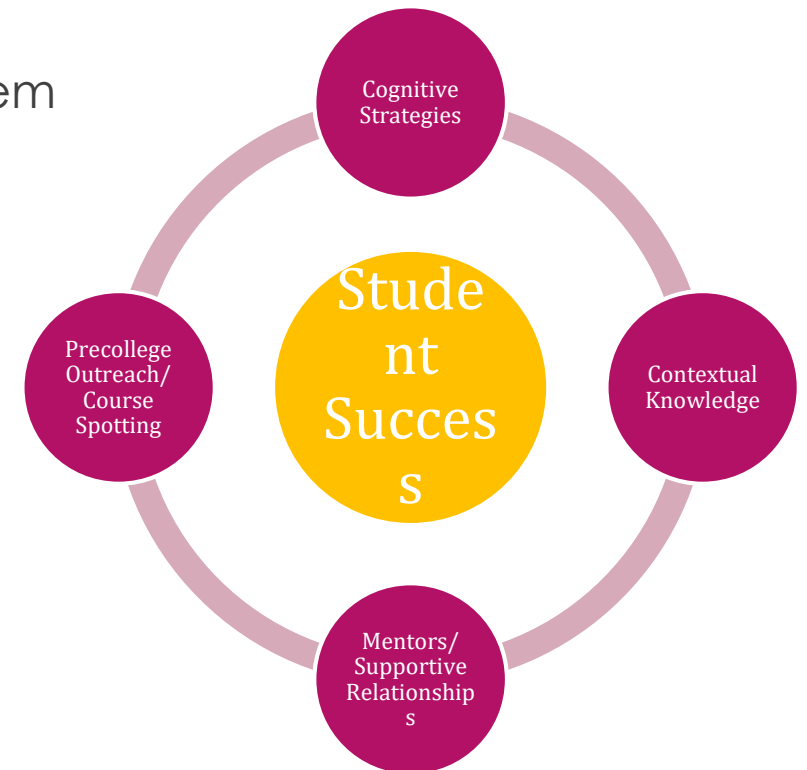 em
Cognitive
Strategies
Stude
nt
Succes
s
Precollege
Outreach/
Course
Spotting
Contextual
Knowledge
Mentors/
Supportive
Relationship
s